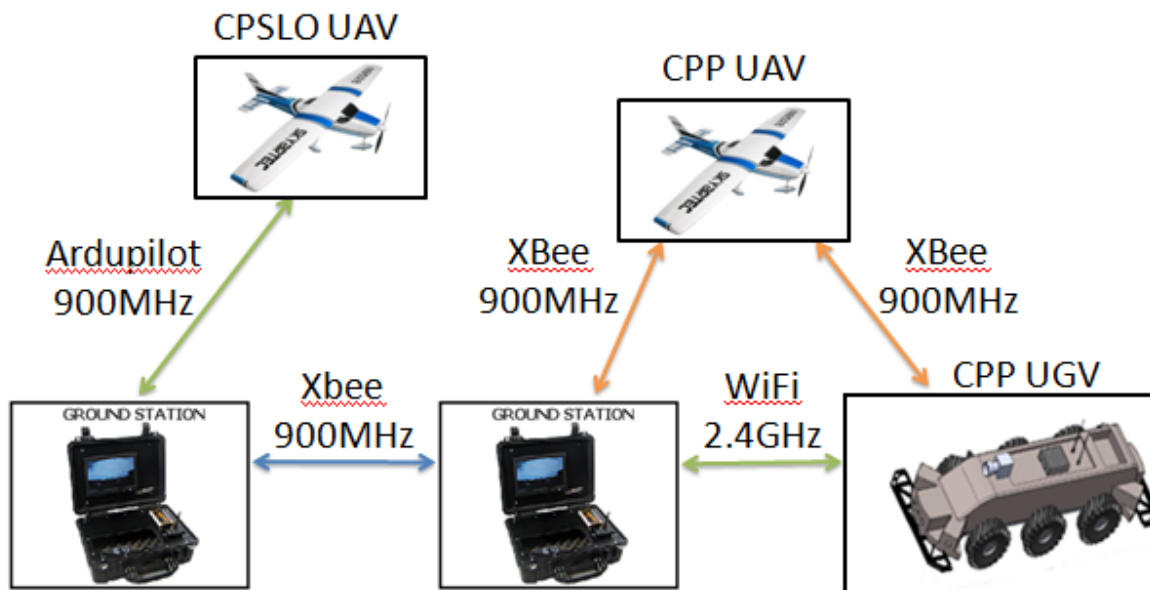 CPSLO UAV
CPP UAV
Ardupilot
900MHz
XBee
900MHz
XBee
900MHz
CPP UGV
GROUND STATION
Xbee
900MHz
GROUND STATION
WiFi
2.4GHz